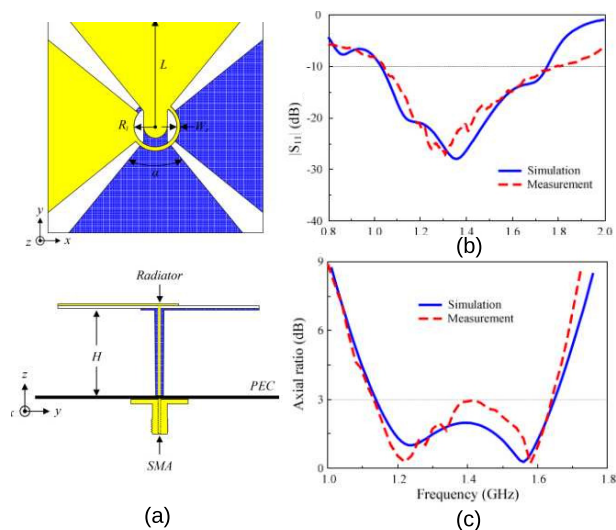 L
R
W
α
y
z
x
Radiator
H
z
PEC
y
SMA
(a)
|S11| (dB)
0
-10
-20
-30
-40
Simulation
Measurement
0.8
1.0
1.2
1.4
1.6
1.8
2.0
(b)
Axial ratio (dB)
9
6
3
0
Simulation
Measurement
1.0
1.2
1.4
1.6
1.8
Frequency (GHz)
(c)